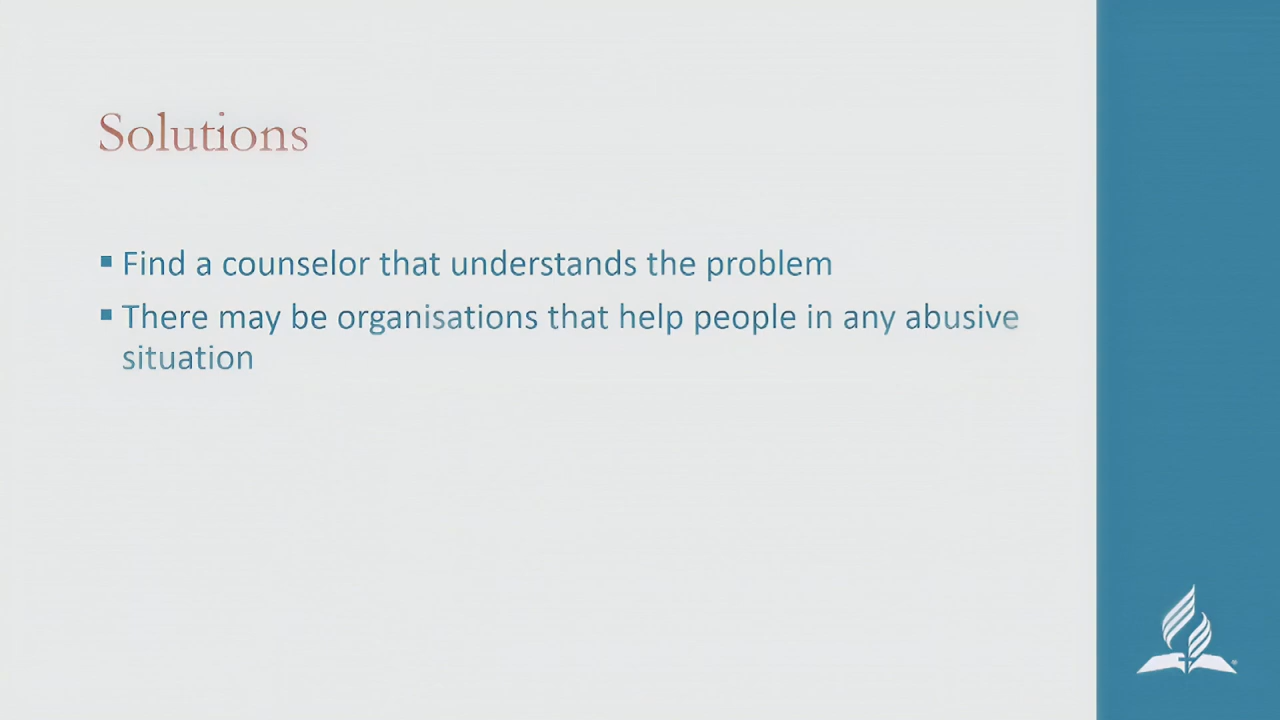 Solutions
▪ Find a counselor that understands the problem
▪ There may be organisations that help people in any abusive
situation